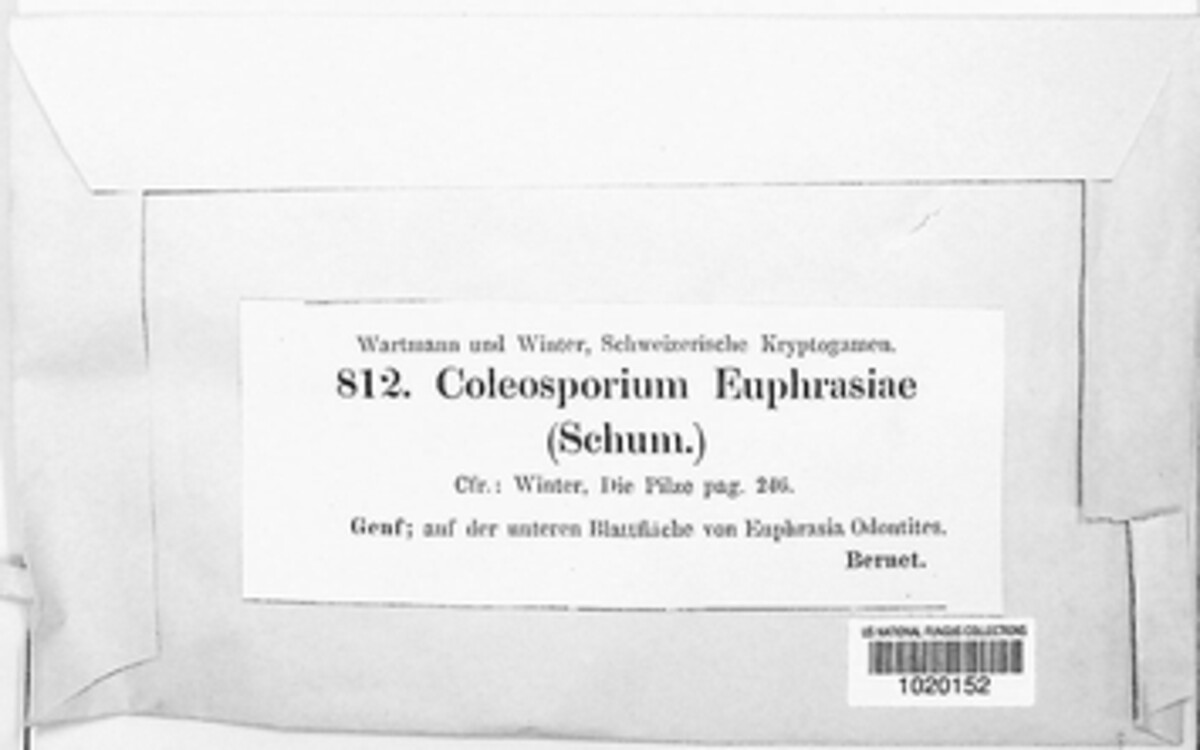 Wartmann und Winter, Schweizerische Kryptogamen.
812. Coleosporium Euphrasiae
(Schum.)
Cfr.: Winter, Die Pilze pag. 246.
Genf; auf der unteren Blattfläche von Euphrasia Odontites.
Bernet.
US NATIONAL FUNGUS COLLECTIONS
1020152